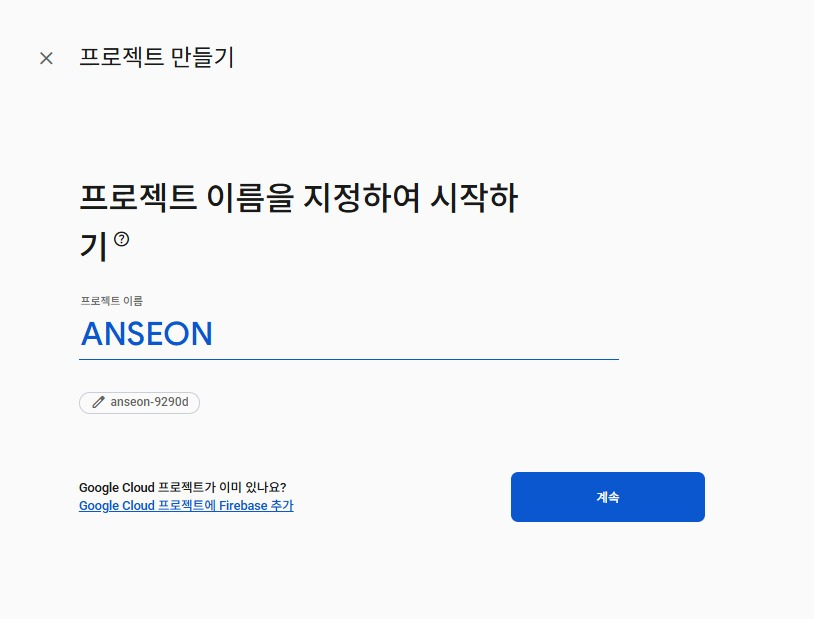 프로젝트 만들기
프로젝트 이름을 지정하여 시작하
기
프로젝트 이름
ANSEON
anseon-9290d
Google Cloud 프로젝트가 이미 있나요?
Google Cloud 프로젝트에 Firebase 추가
계속